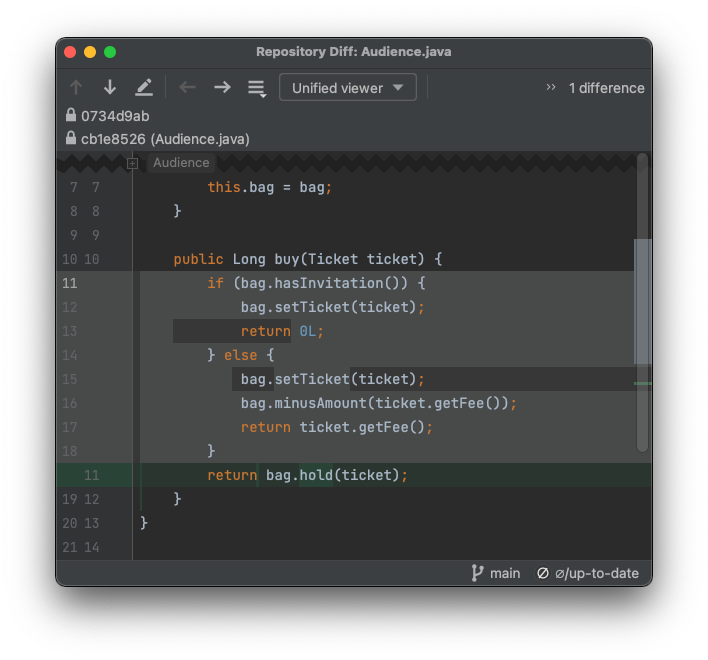 Repository Diff: Audience.java
Unified viewer
1 difference
0734d9ab
cb1e8526 (Audience.java)
Audience
7 7 this.bag = bag;
8 8 }
9 9
10 10 public Long buy(Ticket ticket) {
11 if (bag.hasInvitation()) {
12 bag.setTicket(ticket);
13 return 0L;
14 } else {
15 bag.setTicket(ticket);
16 bag.minusAmount(ticket.getFee());
17 return ticket.getFee();
18 }
11 return bag.hold(ticket);
19 12 }
20 13 }
21 14
main ∅/up-to-date